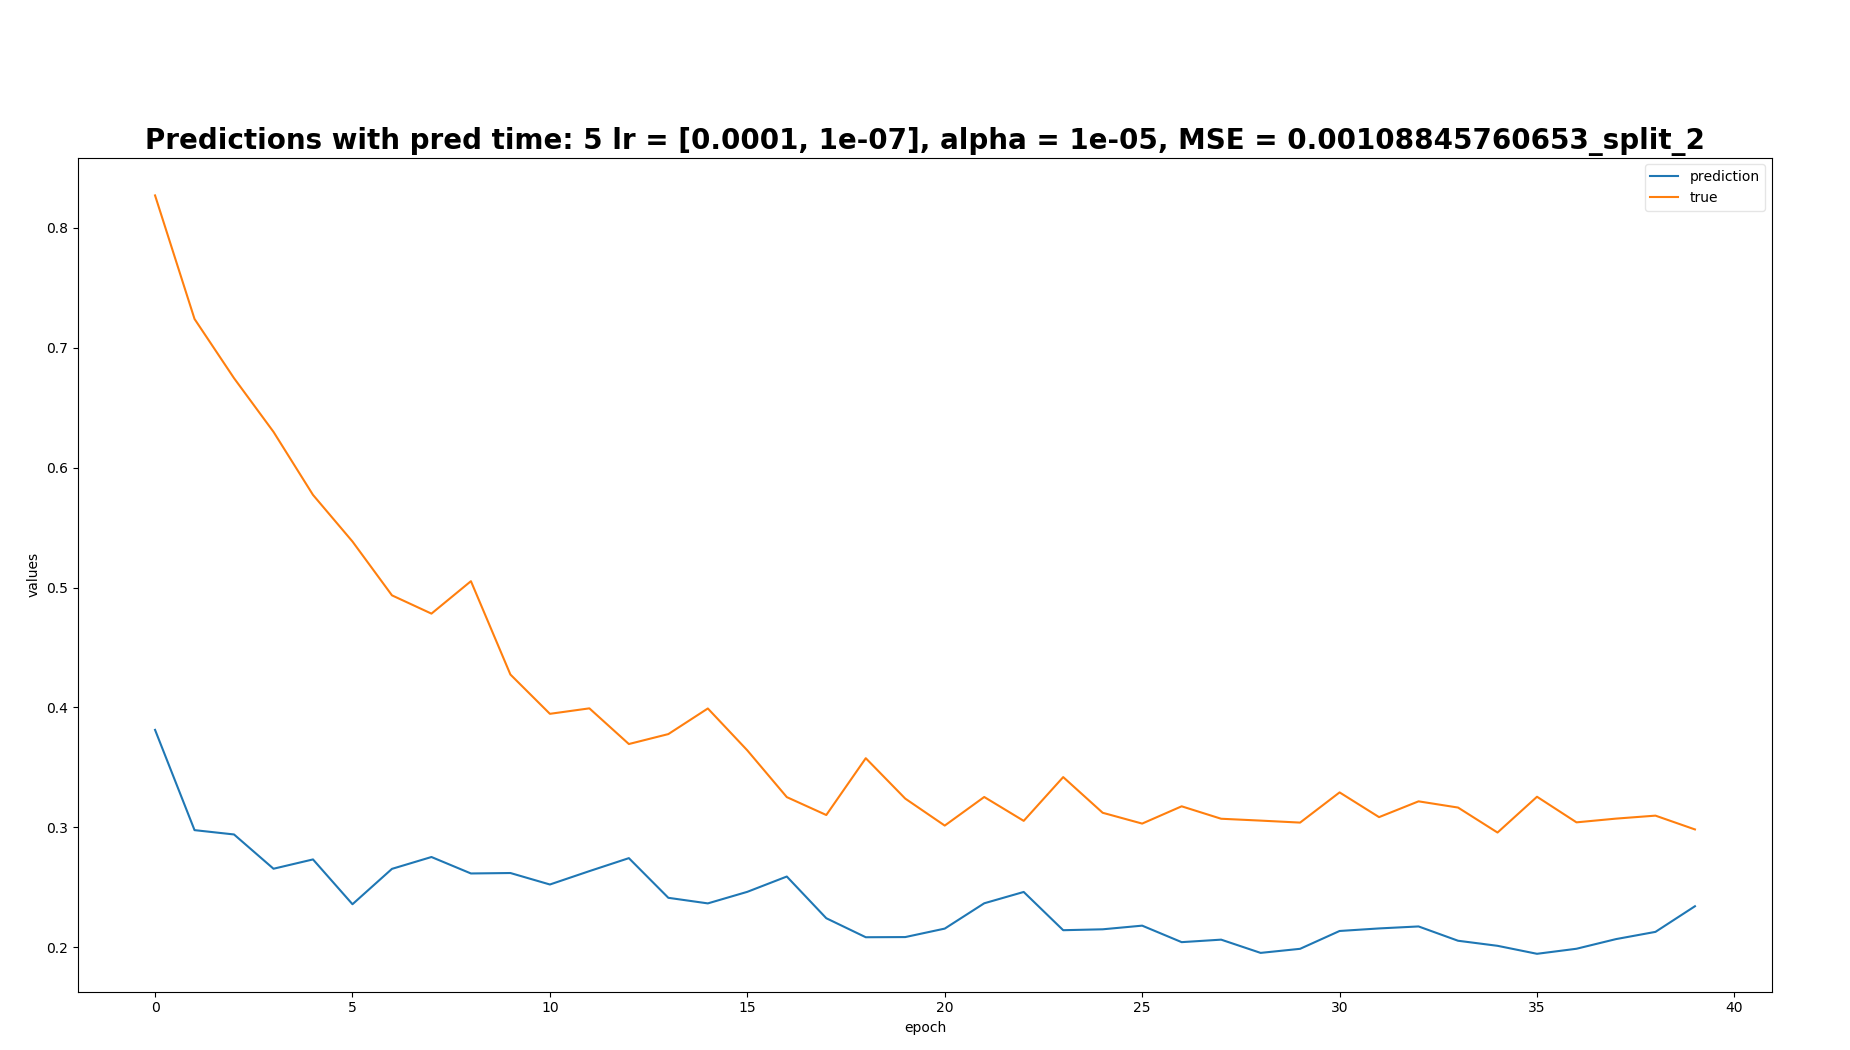 Predictions with pred time: 5 lr = [0.0001, 1e-07], alpha = 1e-05, MSE = 0.00108845760653_split_2
prediction
true
0.8
0.7
0.6
0.5
0.4
0.3
0.2
values
0 5 10 15 20 25 30 35 40
epoch